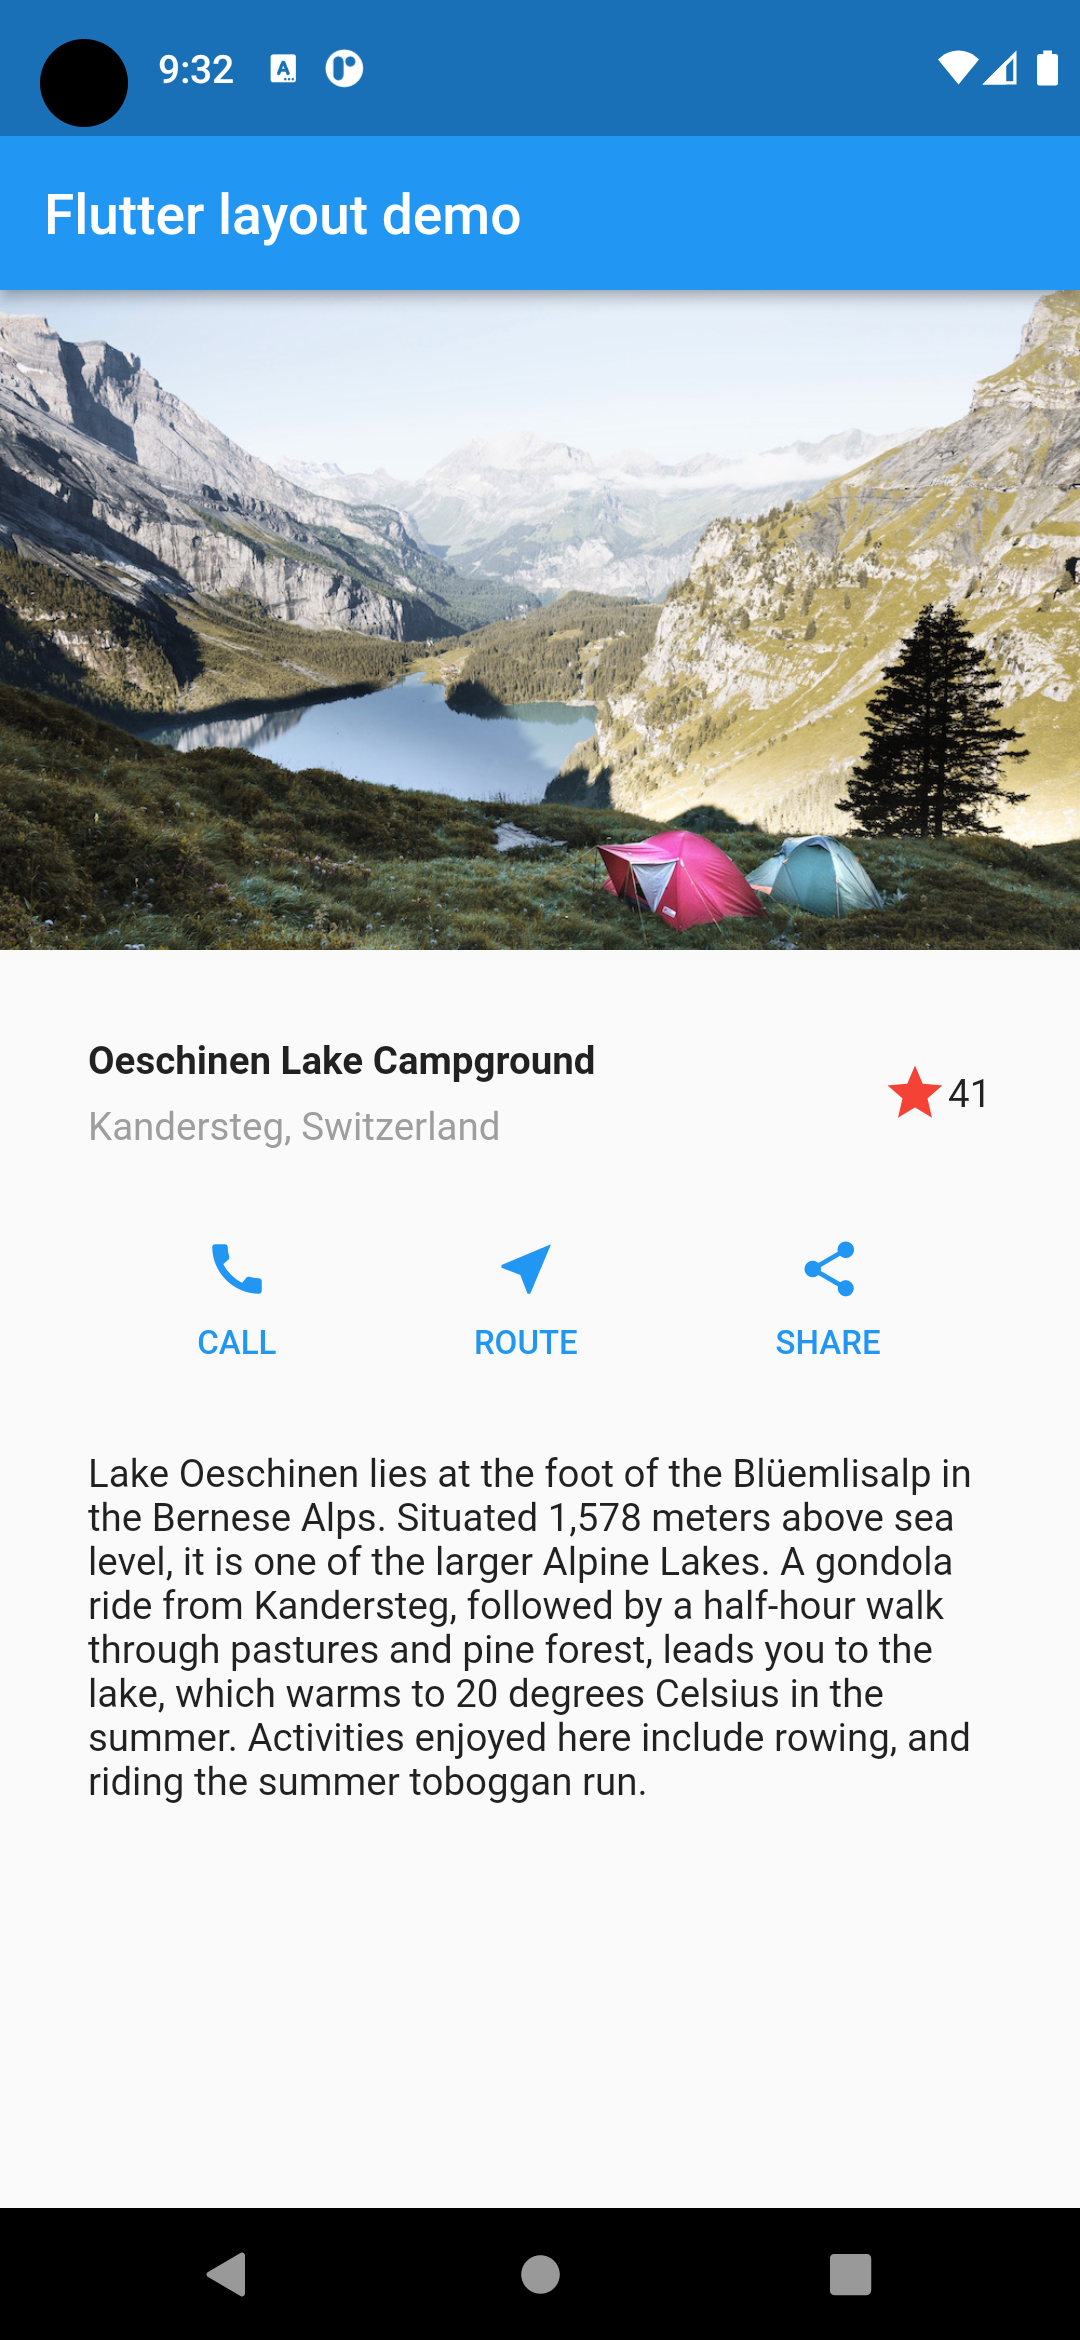 9:32
Flutter layout demo
Oeschinen Lake Campground
Kandersteg, Switzerland
41
CALL
ROUTE
SHARE
Lake Oeschinen lies at the foot of the Blüemlisalp in
the Bernese Alps. Situated 1,578 meters above sea
level, it is one of the larger Alpine Lakes. A gondola
ride from Kandersteg, followed by a half-hour walk
through pastures and pine forest, leads you to the
lake, which warms to 20 degrees Celsius in the
summer. Activities enjoyed here include rowing, and
riding the summer toboggan run.